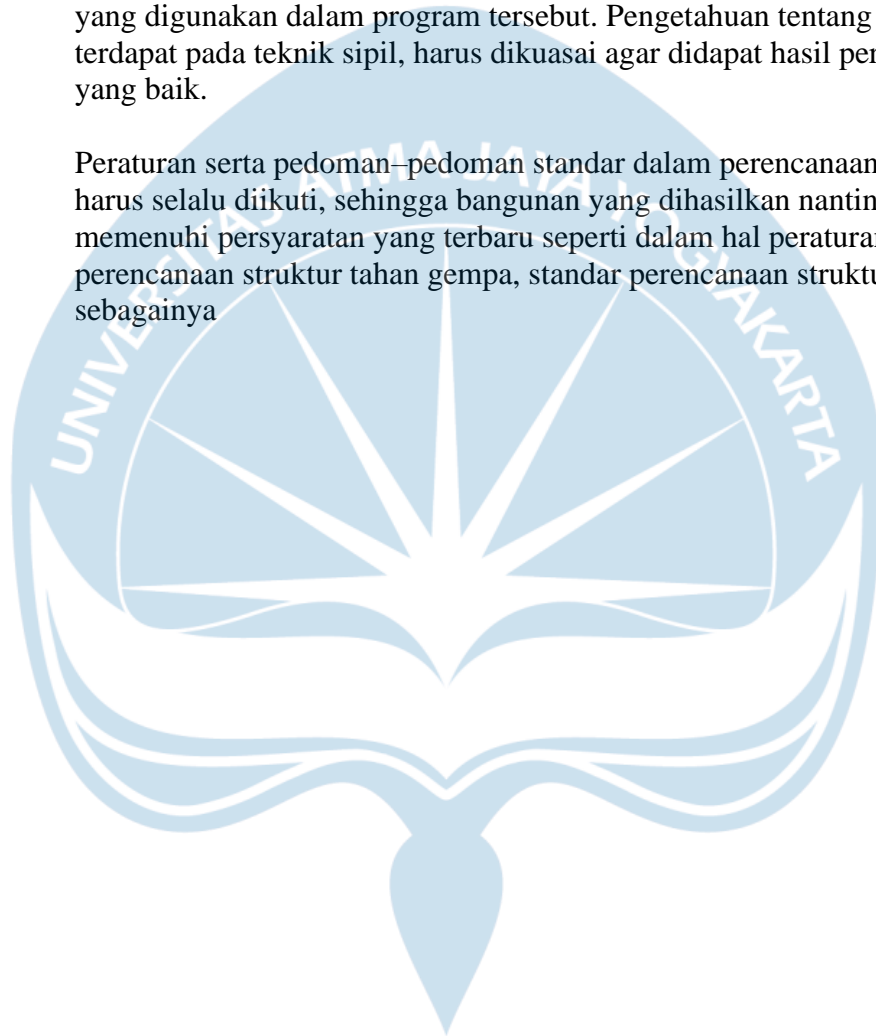 yang digunakan dalam program tersebut. Pengetahuan tentang
terdapat pada teknik sipil, harus dikuasai agar didapat hasil per
yang baik.
Peraturan serta pedoman–pedoman standar dalam perencanaan
harus selalu diikuti, sehingga bangunan yang dihasilkan nantin
memenuhi persyaratan yang terbaru seperti dalam hal peraturan
perencanaan struktur tahan gempa, standar perencanaan struktu
sebagainya
UNIVERSITAS ATMA JAYA YOGYAKARTA